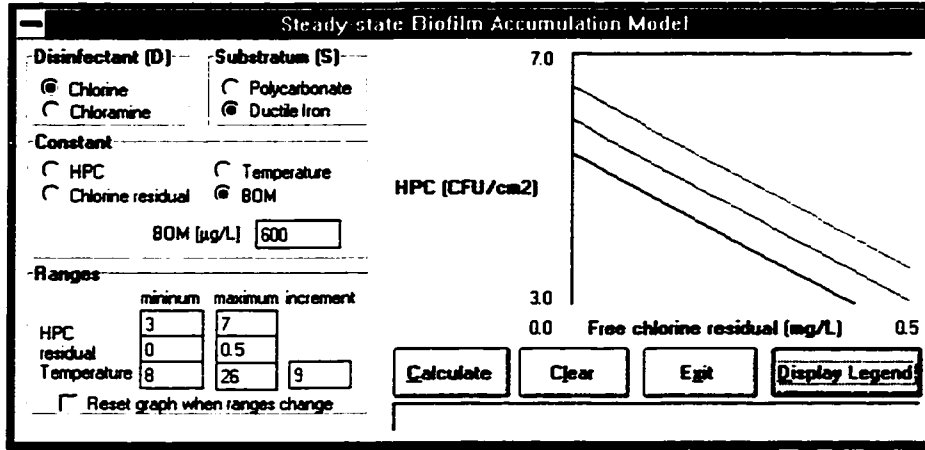 Steady-state Biofilm Accumulation Model
Disinfectant (D)
Chlorine
Chloramine
Substratum (S)
Polycarbonate
Ductile Iron
Constant
HPC
Temperature
Chlorine residual
BOM
BOM (µg/L) 600
Ranges
mininum maximum increment
HPC 3 7
residual 0 0.5
Temperature 8 26 9
Reset graph when ranges change
7.0
HPC (CFU/cm2)
3.0
0.0 Free chlorine residual (mg/L) 0.5
Calculate Clear Exit Display Legend